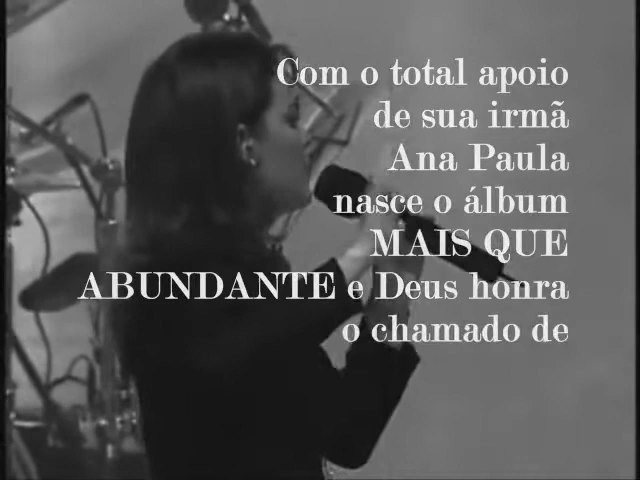 Com o total apoio
de sua irmã
Ana Paula
nasce o álbum
MAIS QUE
ABUNDANTE e Deus honra
o chamado de